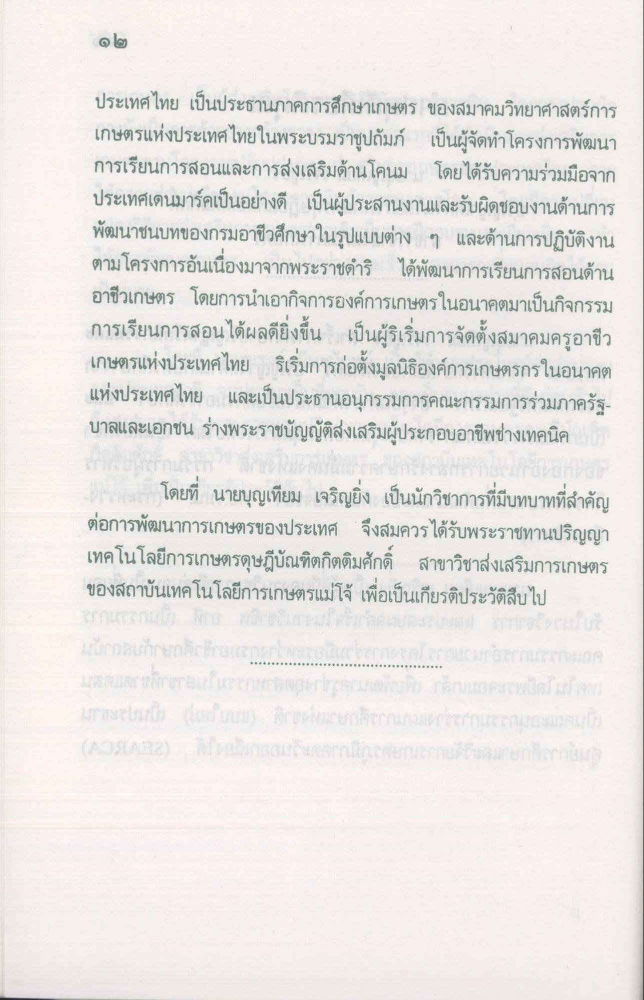 ๑๒
ประเทศไทย เป็นประธานภาคการศึกษาเกษตร ของสมาคมวิทยาศาสตร์การ
เกษตรแห่งประเทศไทยในพระบรมราชูปถัมภ์ เป็นผู้จัดทำโครงการพัฒนา
การเรียนการสอนและการส่งเสริมด้านโคนม โดยได้รับความร่วมมือจาก
ประเทศเดนมาร์คเป็นอย่างดี เป็นผู้ประสานงานและรับผิดชอบงานด้านการ
พัฒนาชนบทของกรมอาชีวศึกษาในรูปแบบต่าง ๆ และด้านการปฏิบัติงาน
ตามโครงการอันเนื่องมาจากพระราชดำริ ได้พัฒนาการเรียนการสอนด้าน
อาชีวเกษตร โดยการนำเอากิจการองค์การเกษตรในอนาคตมาเป็นกิจกรรม
การเรียนการสอนได้ผลดียิ่งขึ้น เป็นผู้ริเริ่มการจัดตั้งสมาคมครูอาชีว
เกษตรแห่งประเทศไทย ริเริ่มการก่อตั้งมูลนิธิองค์การเกษตรกรในอนาคต
แห่งประเทศไทย และเป็นประธานอนุกรรมการคณะกรรมการร่วมภาครัฐ-
บาลและเอกชน ร่างพระราชบัญญัติส่งเสริมผู้ประกอบอาชีพช่างเทคนิค
โดยที่ นายบุญเทียม เจริญยิ่ง เป็นนักวิชาการที่มีบทบาทที่สำคัญ
ต่อการพัฒนาการเกษตรของประเทศ จึงสมควรได้รับพระราชทานปริญญา
เทคโนโลยีการเกษตรดุษฎีบัณฑิตกิตติมศักดิ์ สาขาวิชาส่งเสริมการเกษตร
ของสถาบันเทคโนโลยีการเกษตรแม่โจ้ เพื่อเป็นเกียรติประวัติสืบไป